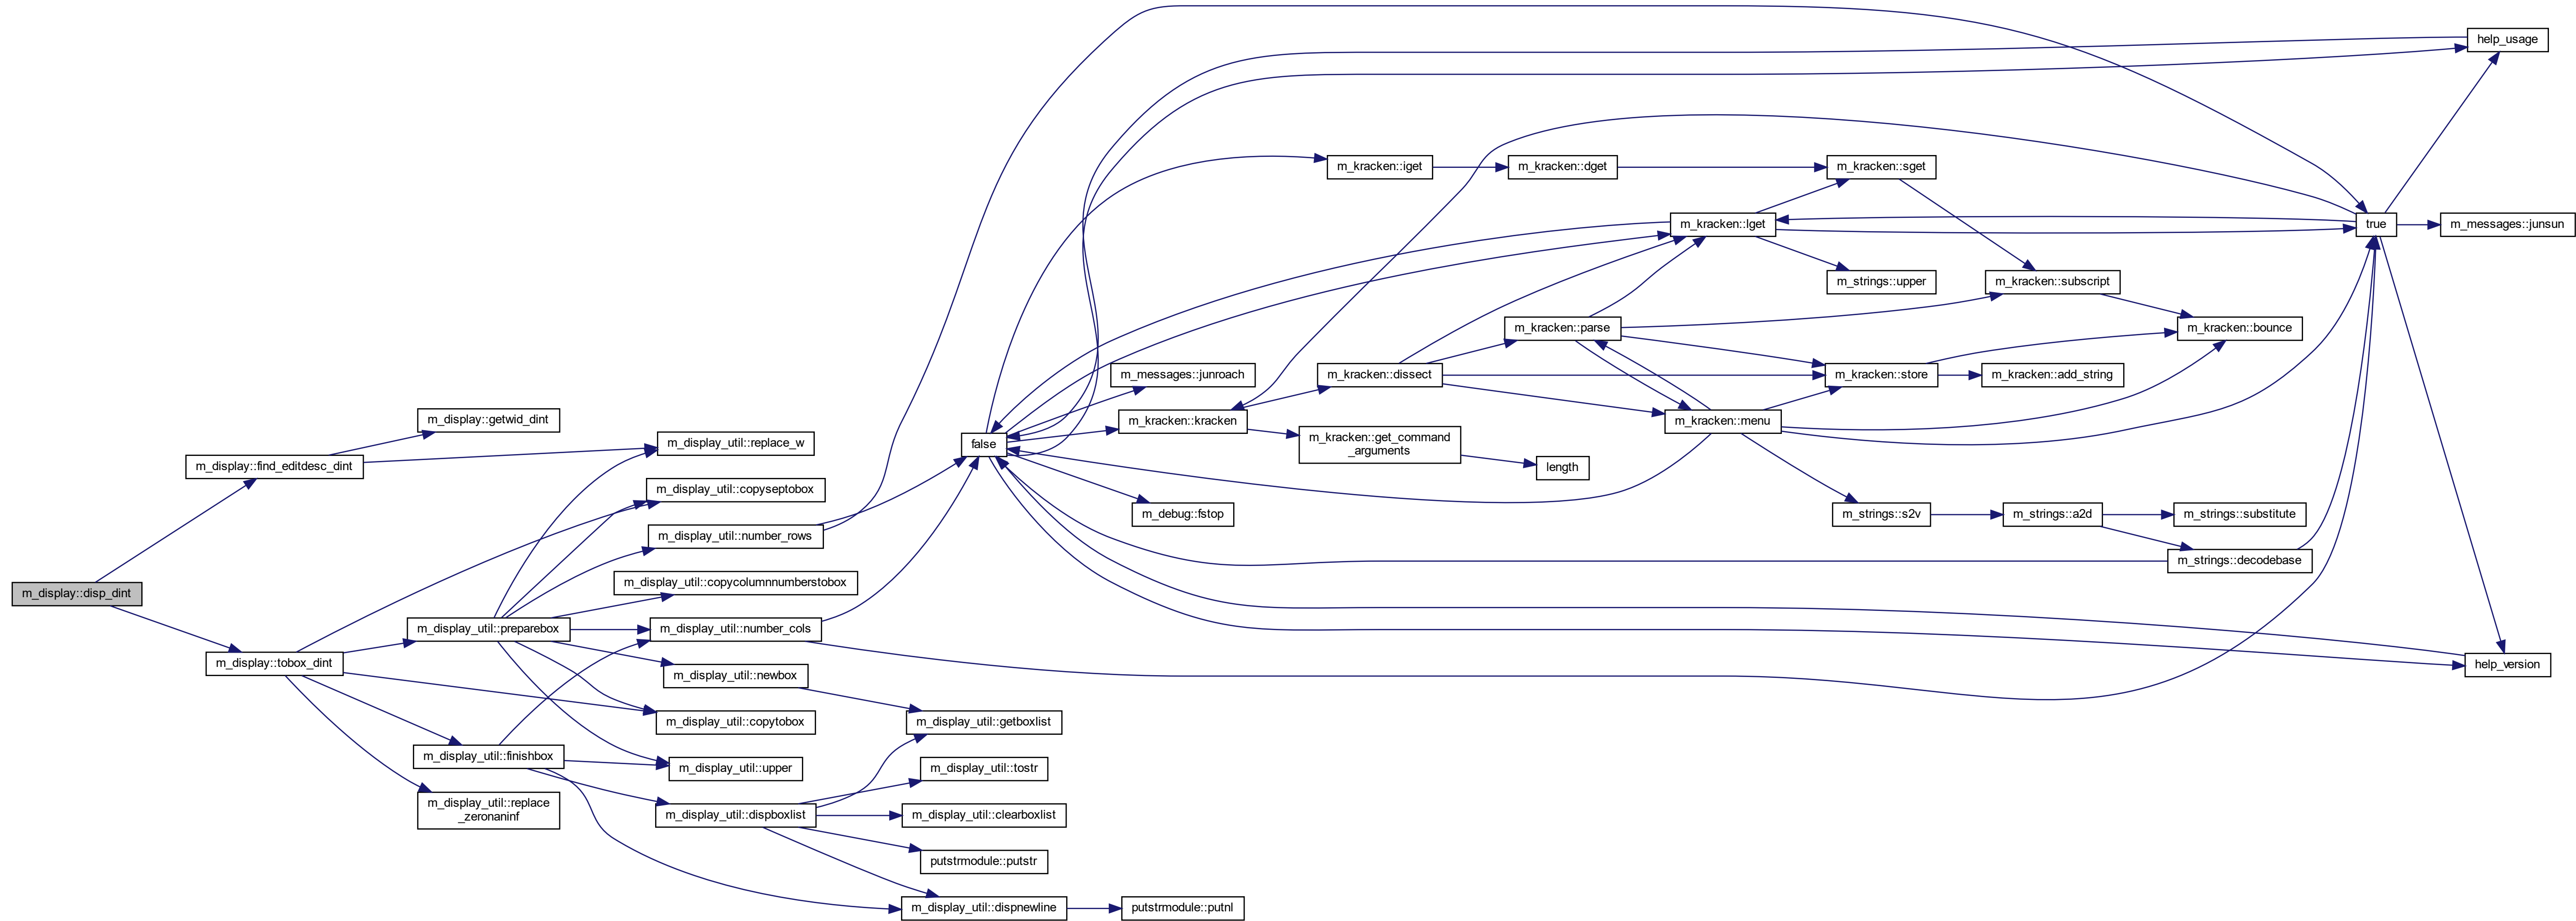 help_usage
m_kracken::iget
m_kracken::dget
m_kracken::sget
m_kracken::lget
true
m_messages::junsun
m_strings::upper
m_kracken::subscript
m_kracken::parse
m_kracken::bounce
m_messages::junroach
m_kracken::dissect
m_kracken::store
m_kracken::add_string
m_display::getwid_dint
m_kracken::kracken
m_kracken::menu
m_display_util::replace_w
false
m_kracken::get_command
_arguments
m_display::find_editdesc_dint
length
m_display_util::copyseptobox
m_debug::fstop
m_strings::s2v
m_strings::a2d
m_strings::substitute
m_display_util::number_rows
m_strings::decodebase
m_display::disp_dint
m_display_util::copycolumnnumberstobox
m_display_util::preparebox
m_display_util::number_cols
m_display::tobox_dint
help_version
m_display_util::newbox
m_display_util::copytobox
m_display_util::getboxlist
m_display_util::finishbox
m_display_util::upper
m_display_util::tostr
m_display_util::replace
_zeronaninf
m_display_util::dispboxlist
m_display_util::clearboxlist
putstrmodule::putstr
m_display_util::dispnewline
putstrmodule::putnl